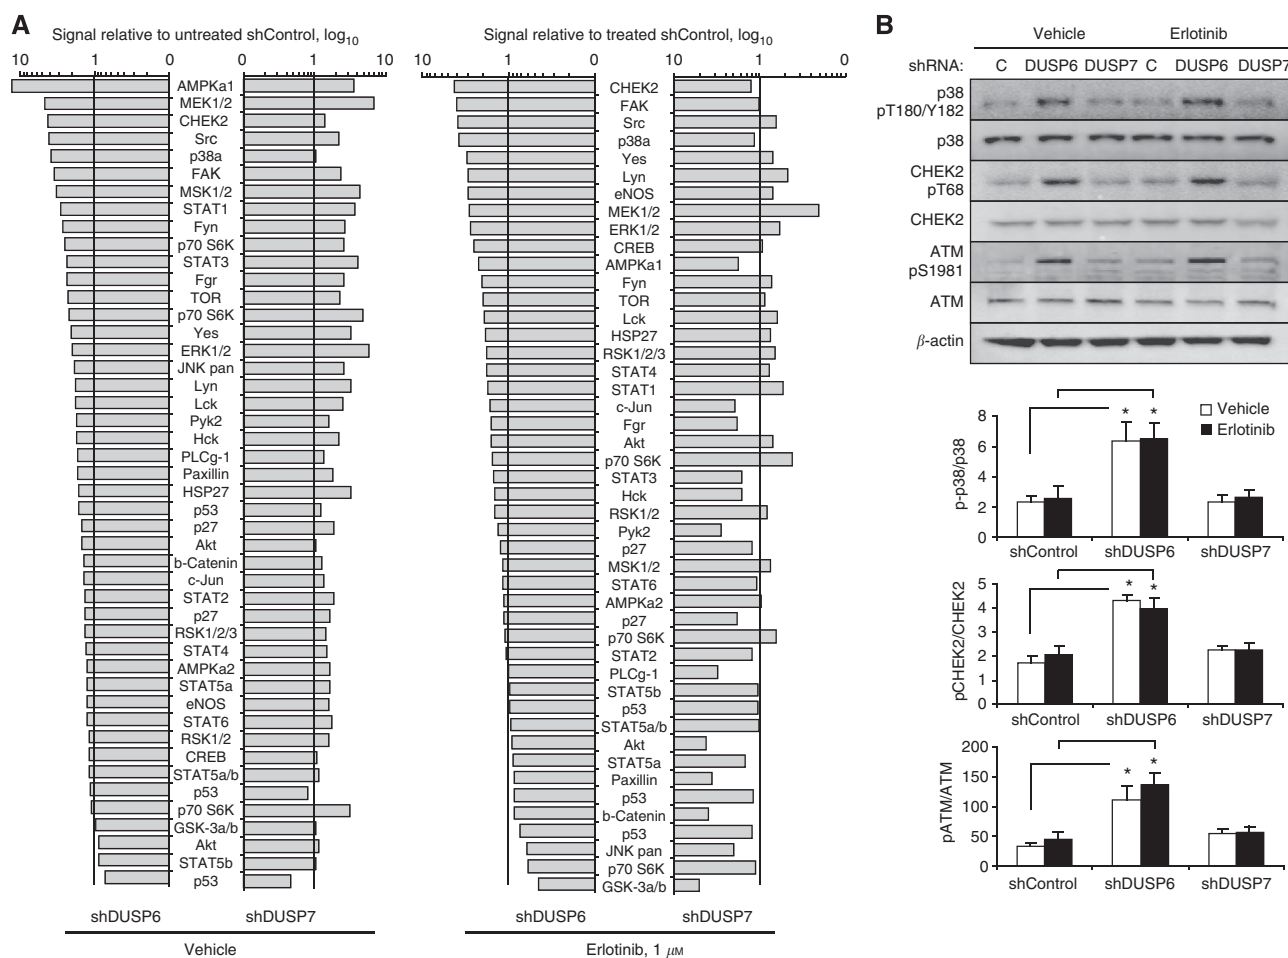 A
Signal relative to untreated shControl, log10
10 1 0 0 1 10
AMPKa1
MEK1/2
CHEK2
Src
p38a
FAK
MSK1/2
STAT1
Fyn
p70 S6K
STAT3
Fgr
TOR
p70 S6K
Yes
ERK1/2
JNK pan
Lyn
Lck
Pyk2
Hck
PLCg-1
Paxillin
HSP27
p53
p27
Akt
b-Catenin
c-Jun
STAT2
p27
RSK1/2/3
STAT4
AMPKa2
STAT5a
eNOS
STAT6
RSK1/2
CREB
STAT5a/b
p53
p70 S6K
GSK-3a/b
Akt
STAT5b
p53
shDUSP6 shDUSP7
Vehicle
Signal relative to treated shControl, log10
10 1 0 10 1 0
CHEK2
FAK
Src
p38a
Yes
Lyn
eNOS
MEK1/2
ERK1/2
CREB
AMPKa1
Fyn
TOR
Lck
HSP27
RSK1/2/3
STAT4
STAT1
c-Jun
Fgr
Akt
p70 S6K
STAT3
Hck
RSK1/2
Pyk2
p27
MSK1/2
STAT6
AMPKa2
p27
p70 S6K
STAT2
PLCg-1
STAT5b
p53
STAT5a/b
Akt
STAT5a
Paxillin
p53
b-Catenin
p53
JNK pan
p70 S6K
GSK-3a/b
shDUSP6 shDUSP7
Erlotinib, 1 μM
B
Vehicle Erlotinib
shRNA: C DUSP6 DUSP7 C DUSP6 DUSP7
p38
pT180/Y182
p38
CHEK2
pT68
CHEK2
ATM
pS1981
ATM
β-actin
Vehicle
Erlotinib
p-p38/p38
8
6
4
2
0
* *
shControl shDUSP6 shDUSP7
pCHEK2/CHEK2
5
4
3
2
1
0
* *
shControl shDUSP6 shDUSP7
pATM/ATM
200
150
100
50
0
* *
shControl shDUSP6 shDUSP7